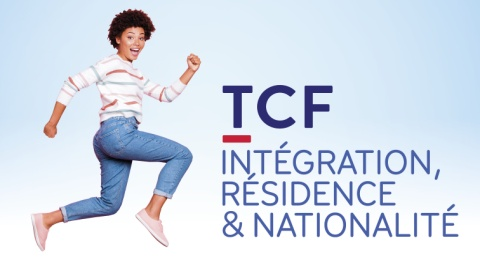 TCF
INTÉGRATION,
RÉSIDENCE
& NATIONALITÉ